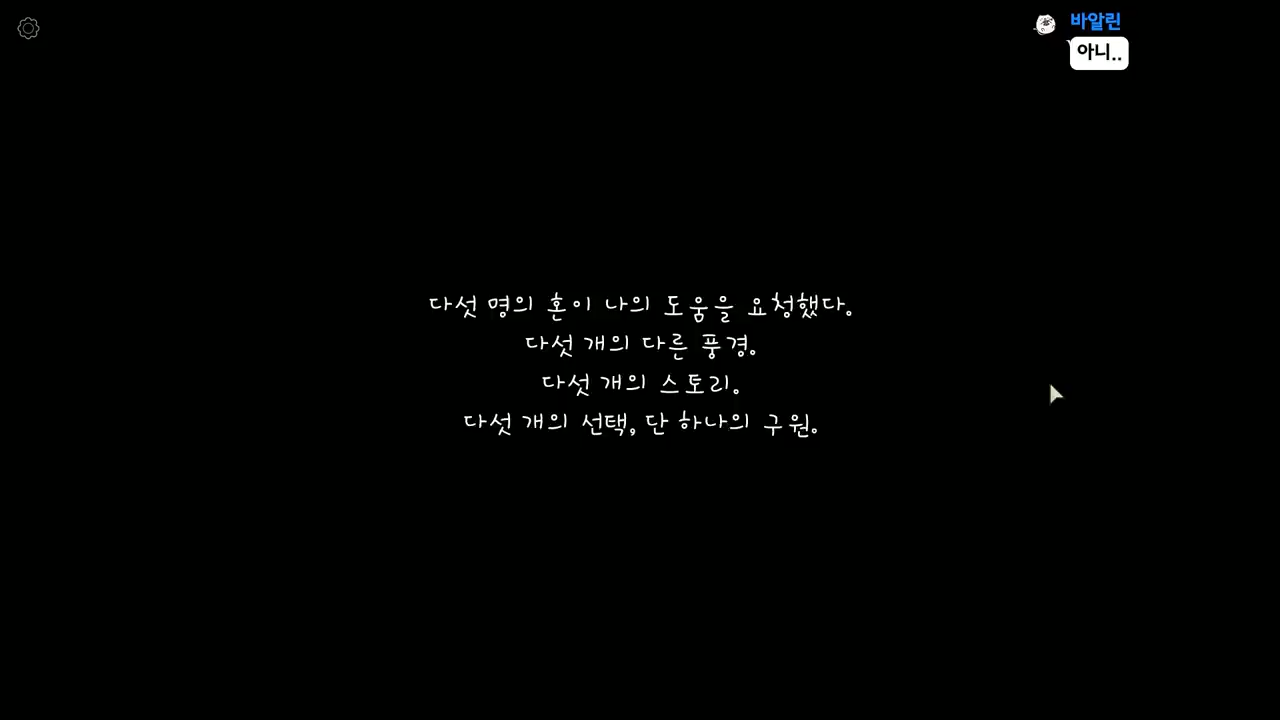 바알린
아니..
다섯 명의 혼이 나의 도움을 요청했다.
다섯 개의 다른 풍경.
다섯 개의 스토리.
다섯 개의 선택, 단 하나의 구원.